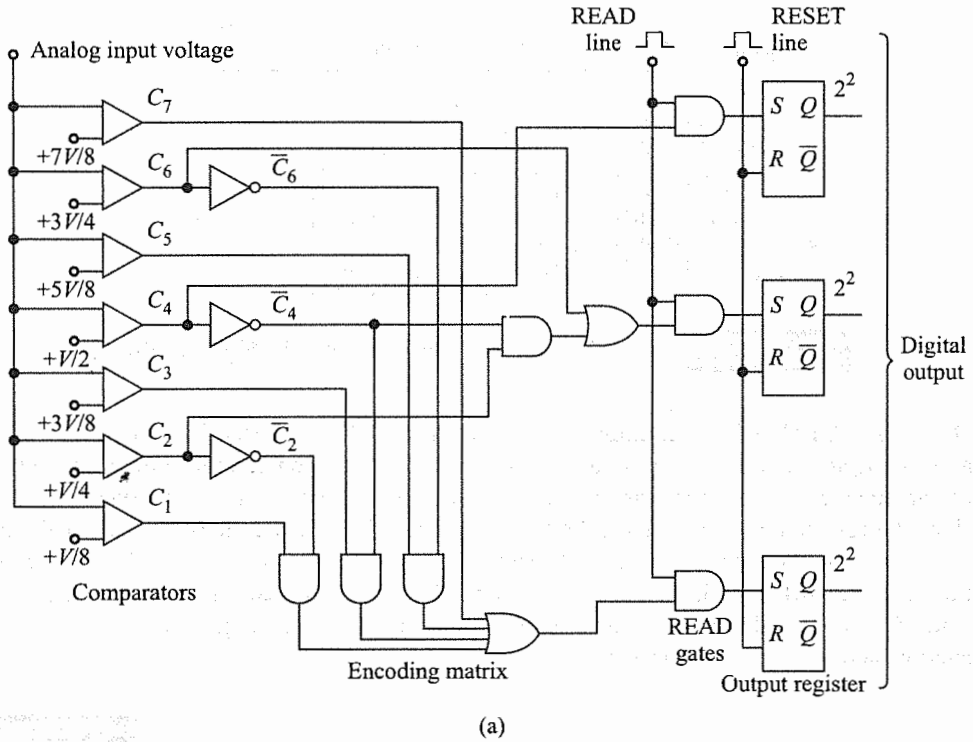 READ
line
RESET
line
Analog input voltage
C₇
+7V/8
C₆
C̅₆
+3V/4
C₅
+5V/8
C₄
C̅₄
+V/2
C₃
+3V/8
C₂
C̅₂
+V/4
C₁
+V/8
Comparators
Encoding matrix
READ
gates
S Q
R Q̅
2²
S Q
R Q̅
2²
S Q
R Q̅
2²
Output register
Digital
output
(a)